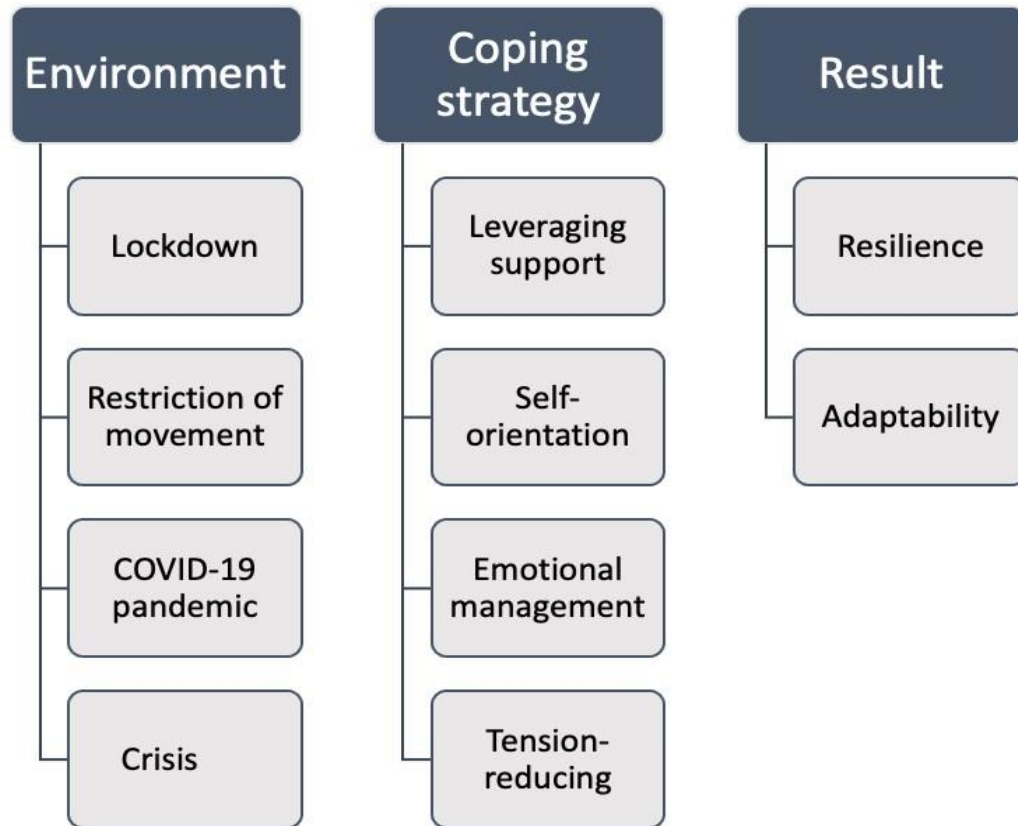 Environment
Lockdown
Restriction of
movement
COVID-19
pandemic
Crisis
Coping
strategy
Leveraging
support
Self-
orientation
Emotional
management
Tension-
reducing
Result
Resilience
Adaptability